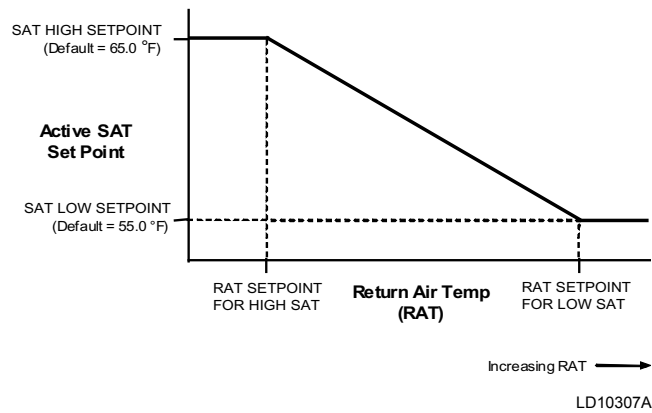 SAT HIGH SETPOINT
(Default = 65.0 °F)
Active SAT
Set Point
SAT LOW SETPOINT
(Default = 55.0 °F)
RAT SETPOINT
FOR HIGH SAT
Return Air Temp
(RAT)
RAT SETPOINT
FOR LOW SAT
Increasing RAT
LD10307A